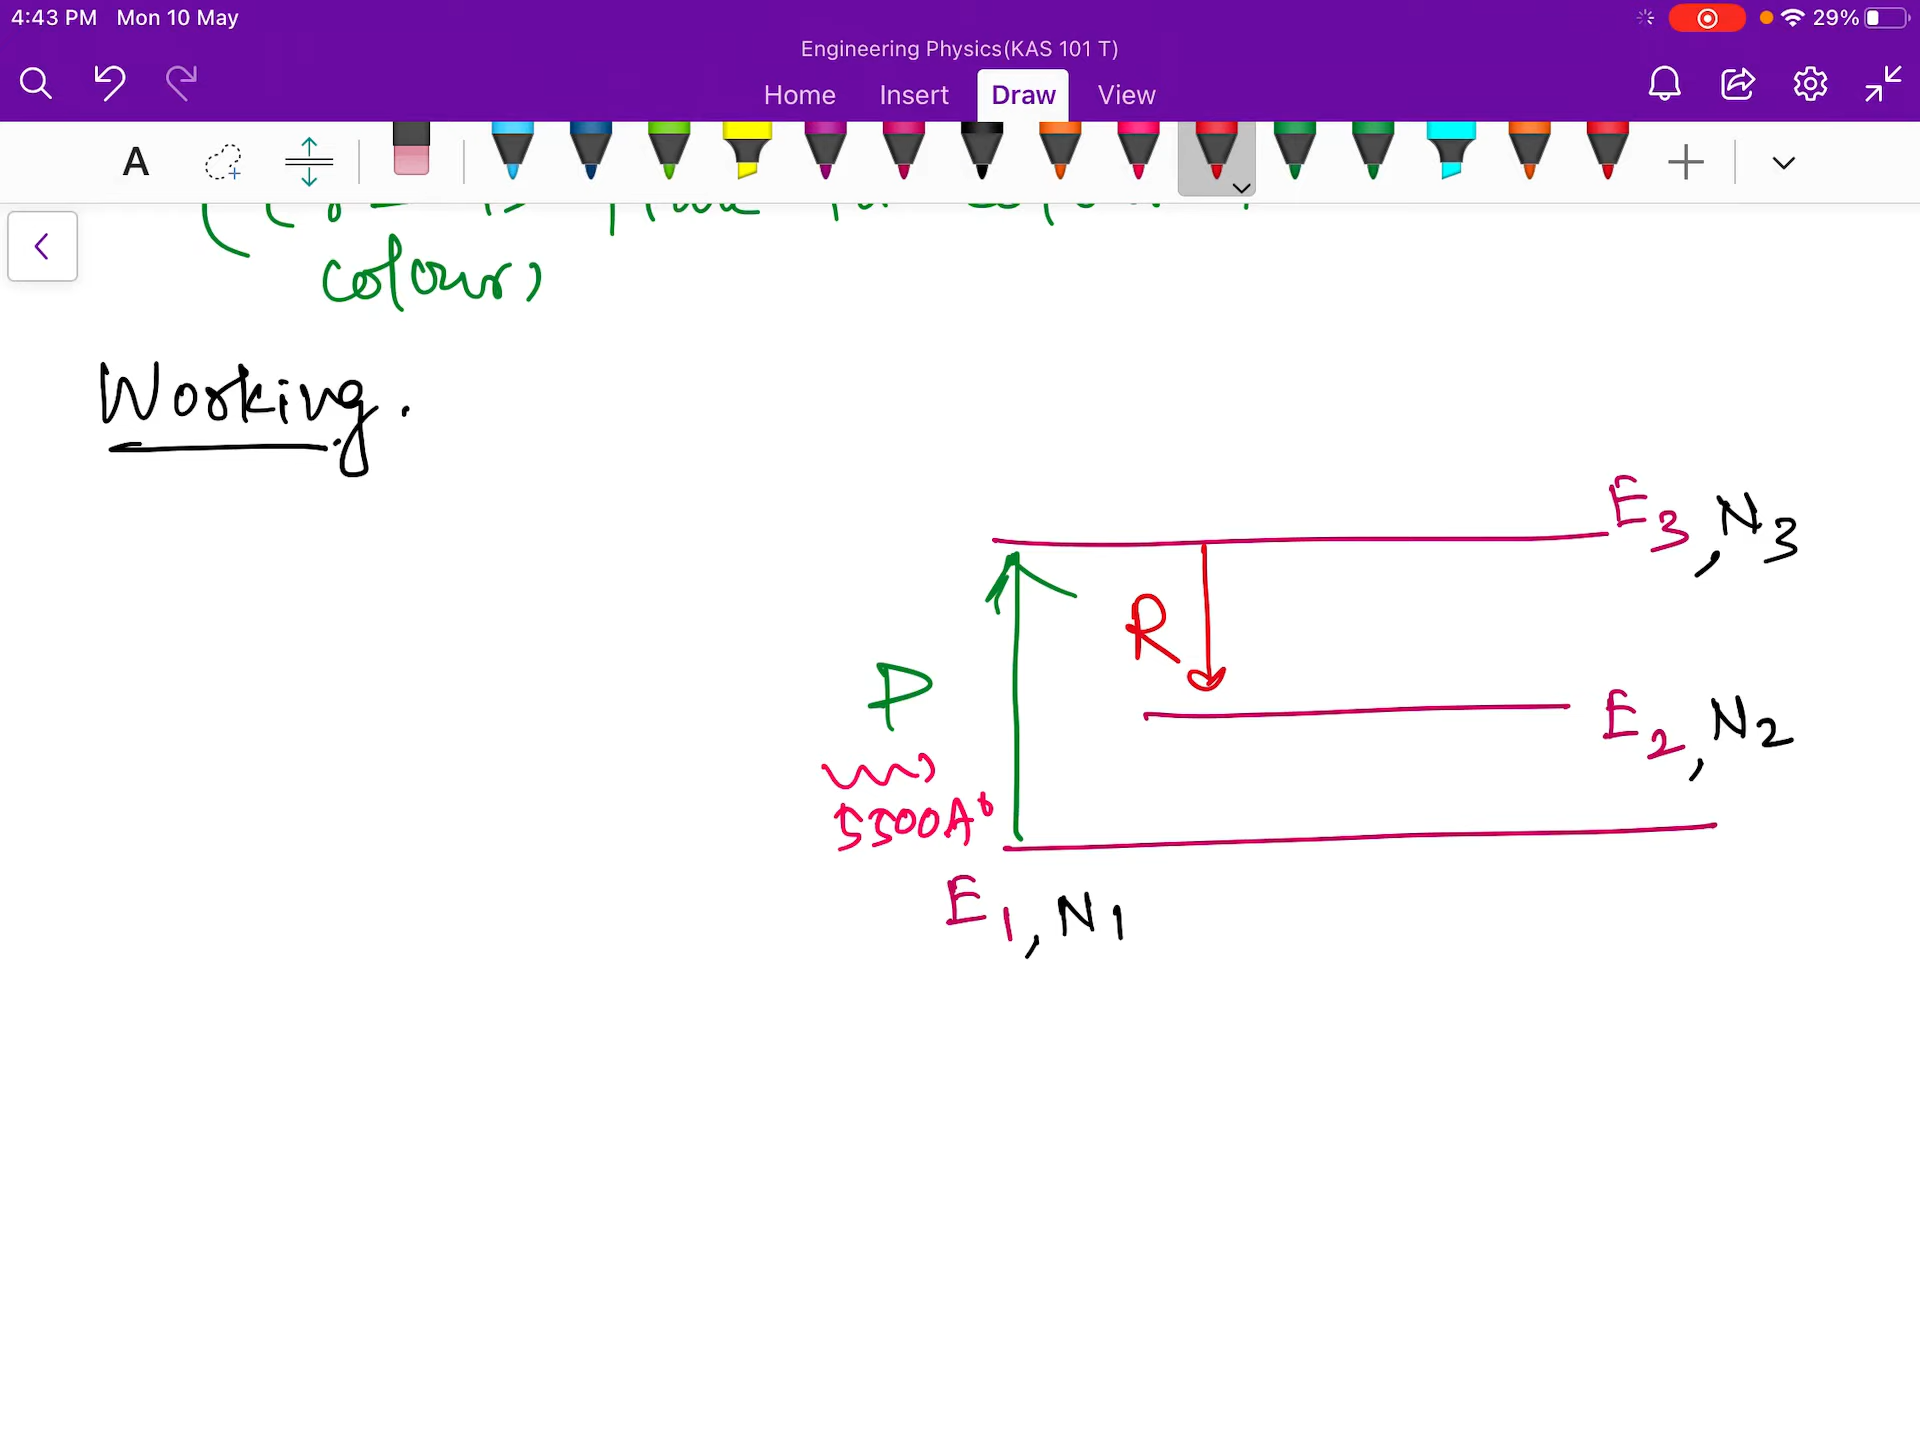 4:43 PM Mon 10 May
29%
Engineering Physics(KAS 101 T)
Home Insert Draw View
A
colour)
Working.
E3, N3
R
P
E2, N2
5500A°
E1, N1